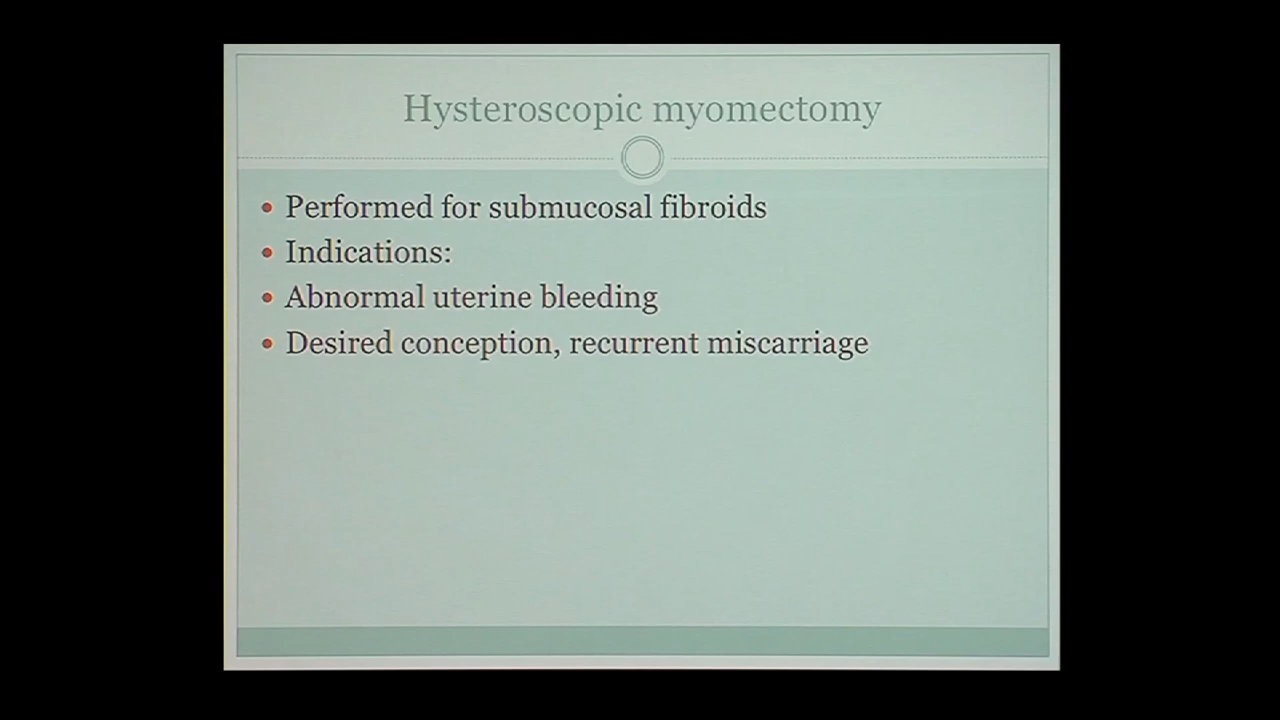 Hysteroscopic myomectomy
• Performed for submucosal fibroids
• Indications:
• Abnormal uterine bleeding
• Desired conception, recurrent miscarriage